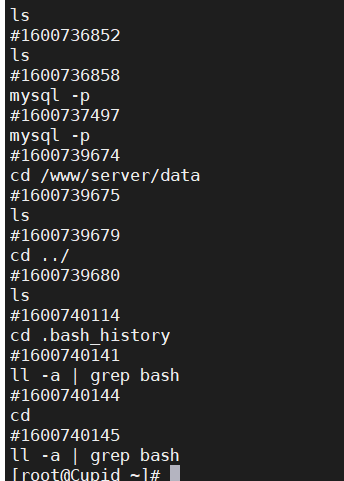 ls
#1600736852
ls
#1600736858
mysql -p
#1600737497
mysql -p
#1600739674
cd /www/server/data
#1600739675
ls
#1600739679
cd ../
#1600739680
ls
#1600740114
cd .bash_history
#1600740141
ll -a | grep bash
#1600740144
cd
#1600740145
ll -a | grep bash
[root@Cupid ~]#